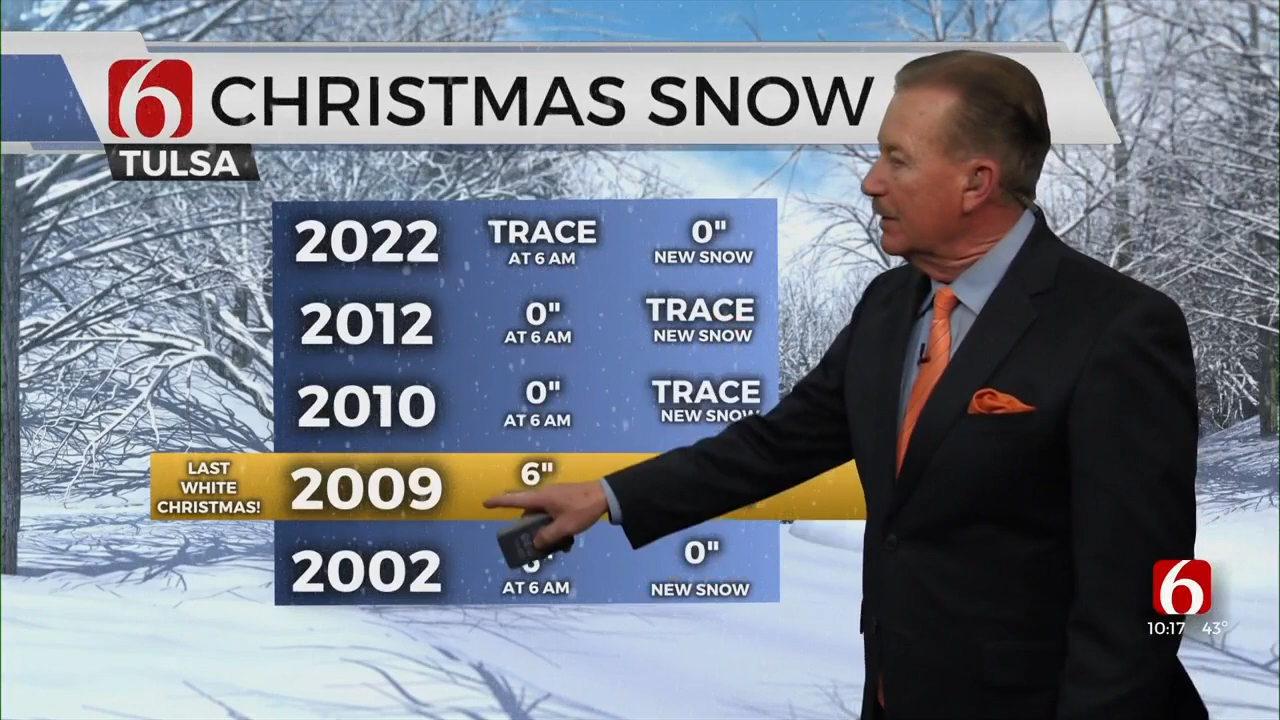 6 CHRISTMAS SNOW
TULSA
2022 TRACE 0"
AT 6 AM NEW SNOW
2012 0" TRACE
AT 6 AM NEW SNOW
2010 0" TRACE
AT 6 AM NEW SNOW
LAST
WHITE
CHRISTMAS!
2009 6"
2002 0"
AT 6 AM NEW SNOW
6
10:17 43°